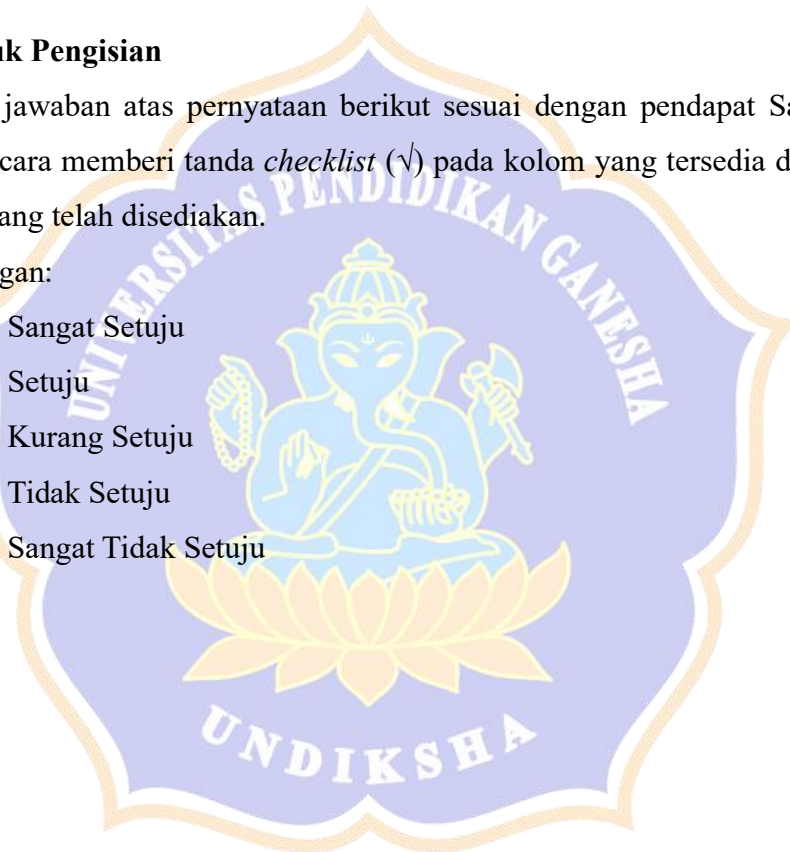 uk Pengisian
jawaban atas pernyataan berikut sesuai dengan pendapat Sa
cara memberi tanda checklist (√) pada kolom yang tersedia d
ang telah disediakan.
gan:
Sangat Setuju
Setuju
Kurang Setuju
Tidak Setuju
Sangat Tidak Setuju
UNIVERSITAS PENDIDIKAN GANESHA
UNDIKSHA